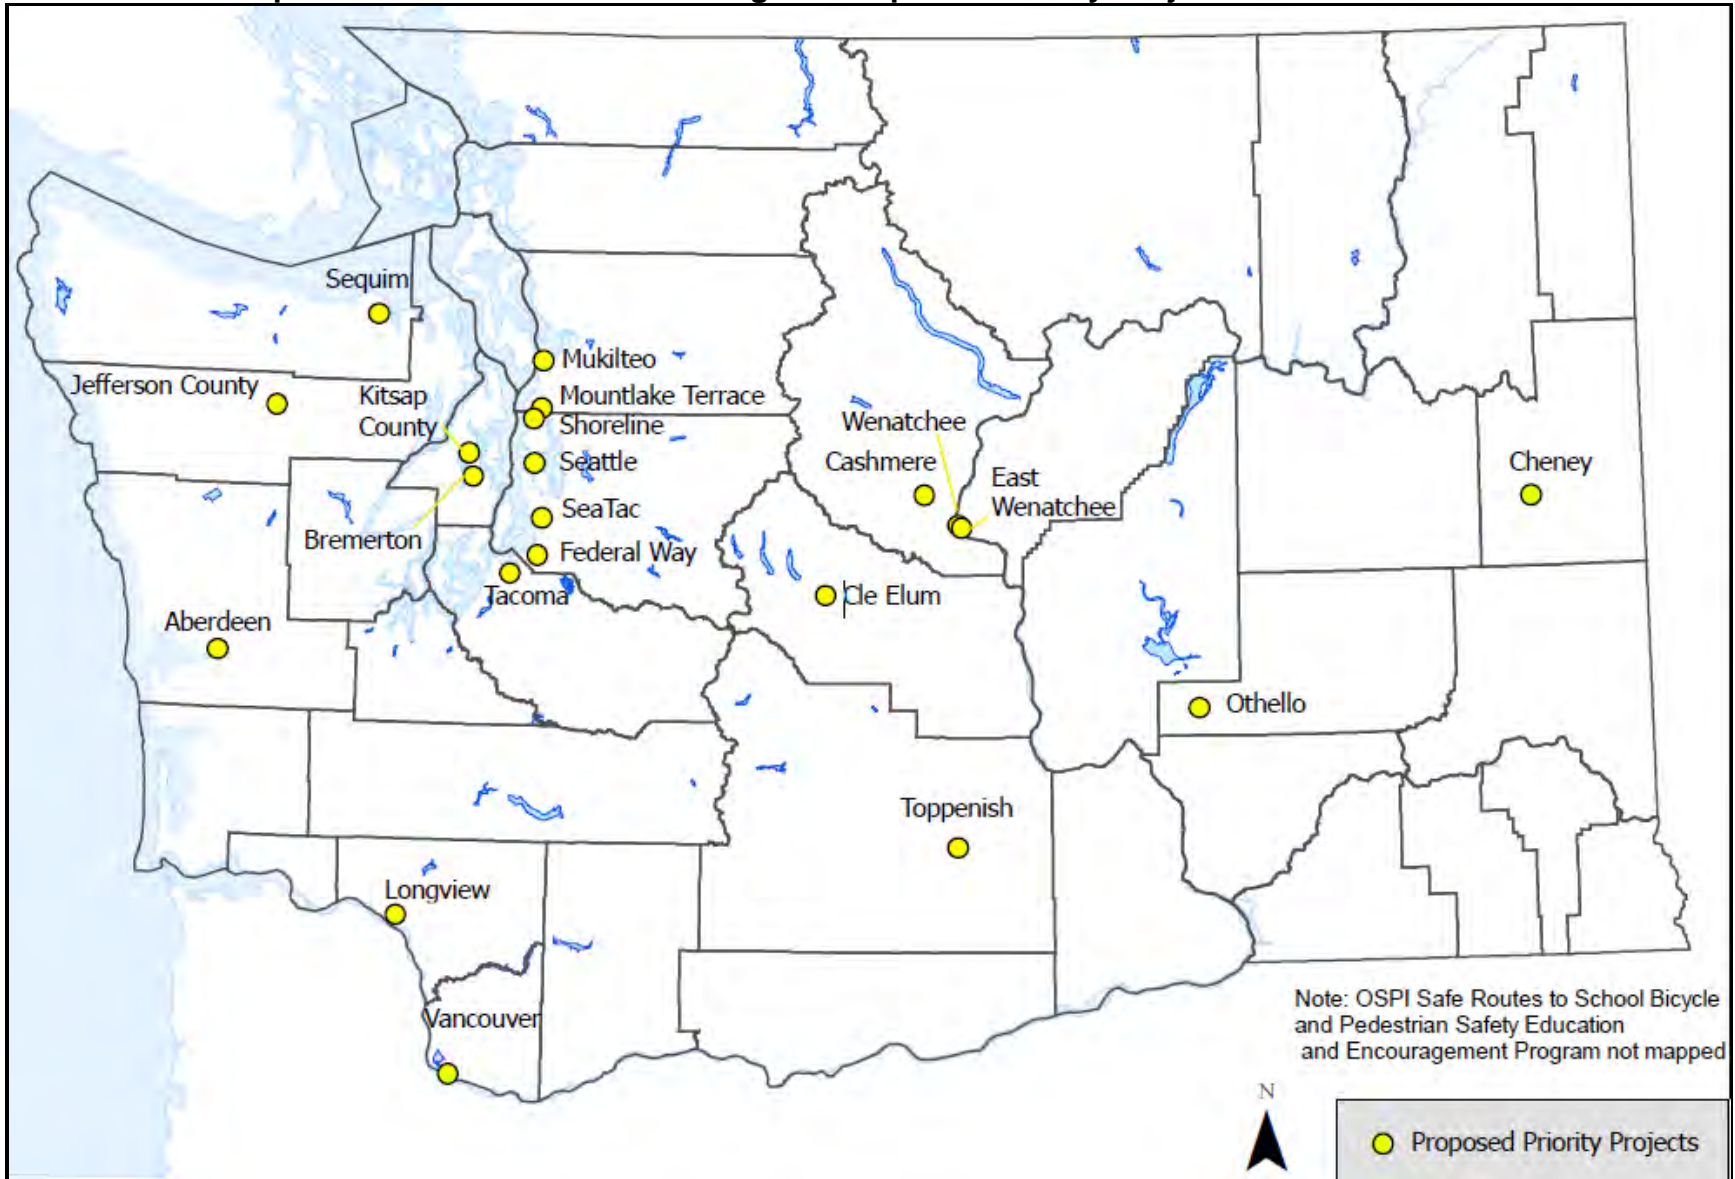 Sequim
Mukilteo
Jefferson County
Kitsap
County
Mountlake Terrace
Shoreline
Wenatchee
Seattle
Cashmere
East
Wenatchee
Cheney
SeaTac
Bremerton
Federal Way
Tacoma
Cle Elum
Aberdeen
Othello
Toppenish
Longview
Vancouver
Note: OSPI Safe Routes to School Bicycle
and Pedestrian Safety Education
and Encouragement Program not mapped
N
Proposed Priority Projects